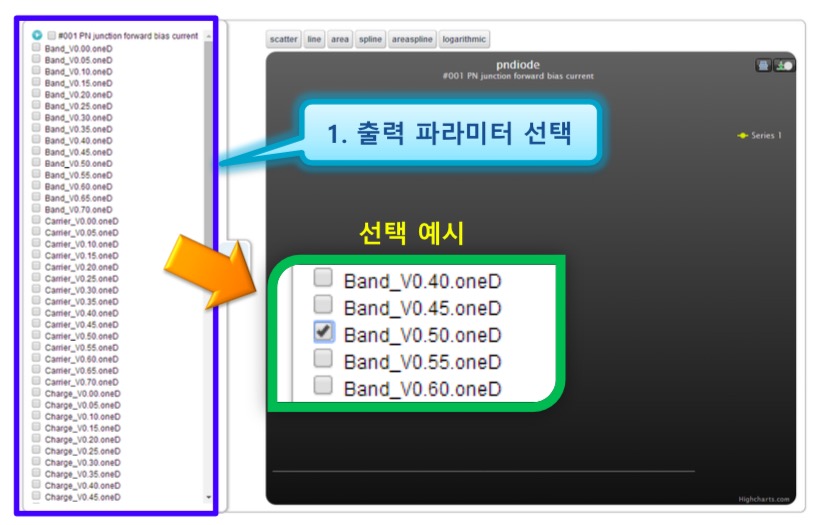 #001 PN junction forward bias current
Band_V0.00.oneD
Band_V0.05.oneD
Band_V0.10.oneD
Band_V0.15.oneD
Band_V0.20.oneD
Band_V0.25.oneD
Band_V0.30.oneD
Band_V0.35.oneD
Band_V0.40.oneD
Band_V0.45.oneD
Band_V0.50.oneD
Band_V0.55.oneD
Band_V0.60.oneD
Band_V0.65.oneD
Band_V0.70.oneD
Carrier_V0.00.oneD
Carrier_V0.05.oneD
Carrier_V0.10.oneD
Carrier_V0.15.oneD
Carrier_V0.20.oneD
Carrier_V0.25.oneD
Carrier_V0.30.oneD
Carrier_V0.35.oneD
Carrier_V0.40.oneD
Carrier_V0.45.oneD
Carrier_V0.50.oneD
Carrier_V0.55.oneD
Carrier_V0.60.oneD
Carrier_V0.65.oneD
Carrier_V0.70.oneD
Charge_V0.00.oneD
Charge_V0.05.oneD
Charge_V0.10.oneD
Charge_V0.15.oneD
Charge_V0.20.oneD
Charge_V0.25.oneD
Charge_V0.30.oneD
Charge_V0.35.oneD
Charge_V0.40.oneD
Charge_V0.45.oneD
scatter line area spline areaspline logarithmic
pndiode
#001 PN junction forward bias current
Series 1
1. 출력 파라미터 선택
선택 예시
Band_V0.40.oneD
Band_V0.45.oneD
Band_V0.50.oneD
Band_V0.55.oneD
Band_V0.60.oneD
Highcharts.com